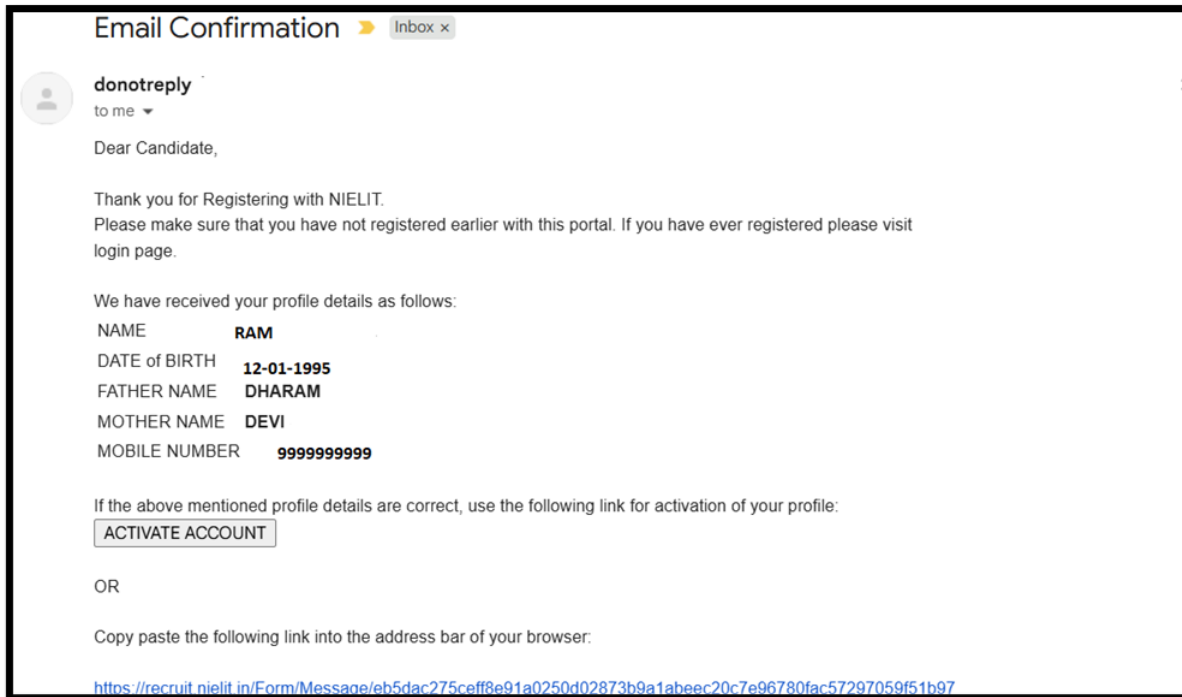 Email Confirmation Inbox ×
donotreply
to me
Dear Candidate,
Thank you for Registering with NIELIT.
Please make sure that you have not registered earlier with this portal. If you have ever registered please visit
login page.
We have received your profile details as follows:
NAME RAM
DATE of BIRTH 12-01-1995
FATHER NAME DHARAM
MOTHER NAME DEVI
MOBILE NUMBER 9999999999
If the above mentioned profile details are correct, use the following link for activation of your profile:
ACTIVATE ACCOUNT
OR
Copy paste the following link into the address bar of your browser:
https://recruit.nielit.in/Form/Message/eb5dac275ceff8e91a0250d02873b9a1abeec20c7e96780fac57297059f51b97